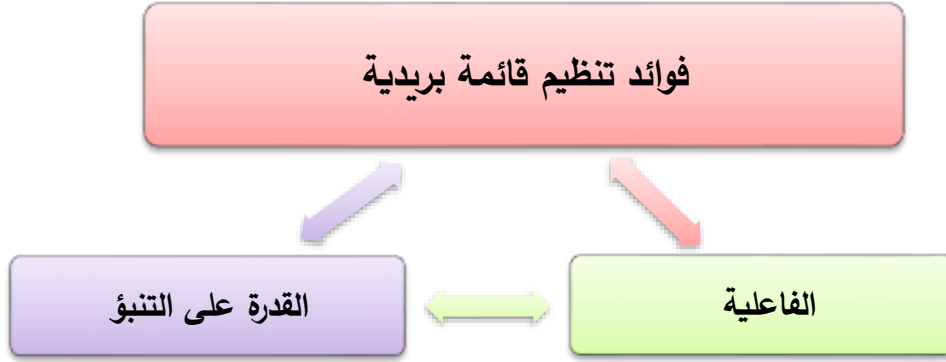 فوائد تنظيم قائمة بريدية
الفاعلية
القدرة على التنبؤ